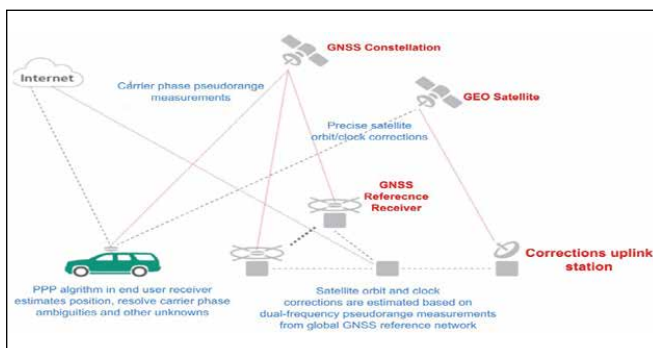 GNSS Constellation
Internet
Carrier phase pseudorange
measurements
GEO Satellite
Precise satellite
orbit/clock corrections
GNSS
Referecnce
Receiver
Corrections uplink
station
PPP algrithm in end user receiver
estimates position, resolve carrier phase
ambiguities and other unknowns
Satellite orbit and clock
corrections are estimated based on
dual-frequency pseudorange measurements
from global GNSS reference network